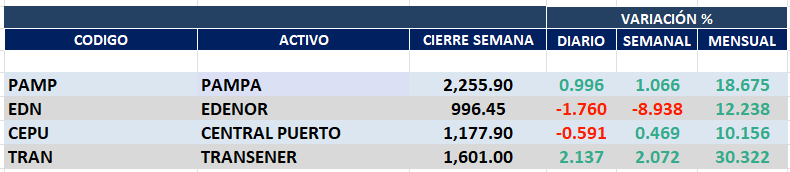 VARIACIÓN %
CODIGO ACTIVO CIERRE SEMANA DIARIO SEMANAL MENSUAL
PAMP PAMPA 2,255.90 0.996 1.066 18.675
EDN EDENOR 996.45 -1.760 -8.938 12.238
CEPU CENTRAL PUERTO 1,177.90 -0.591 0.469 10.156
TRAN TRANSENER 1,601.00 2.137 2.072 30.322